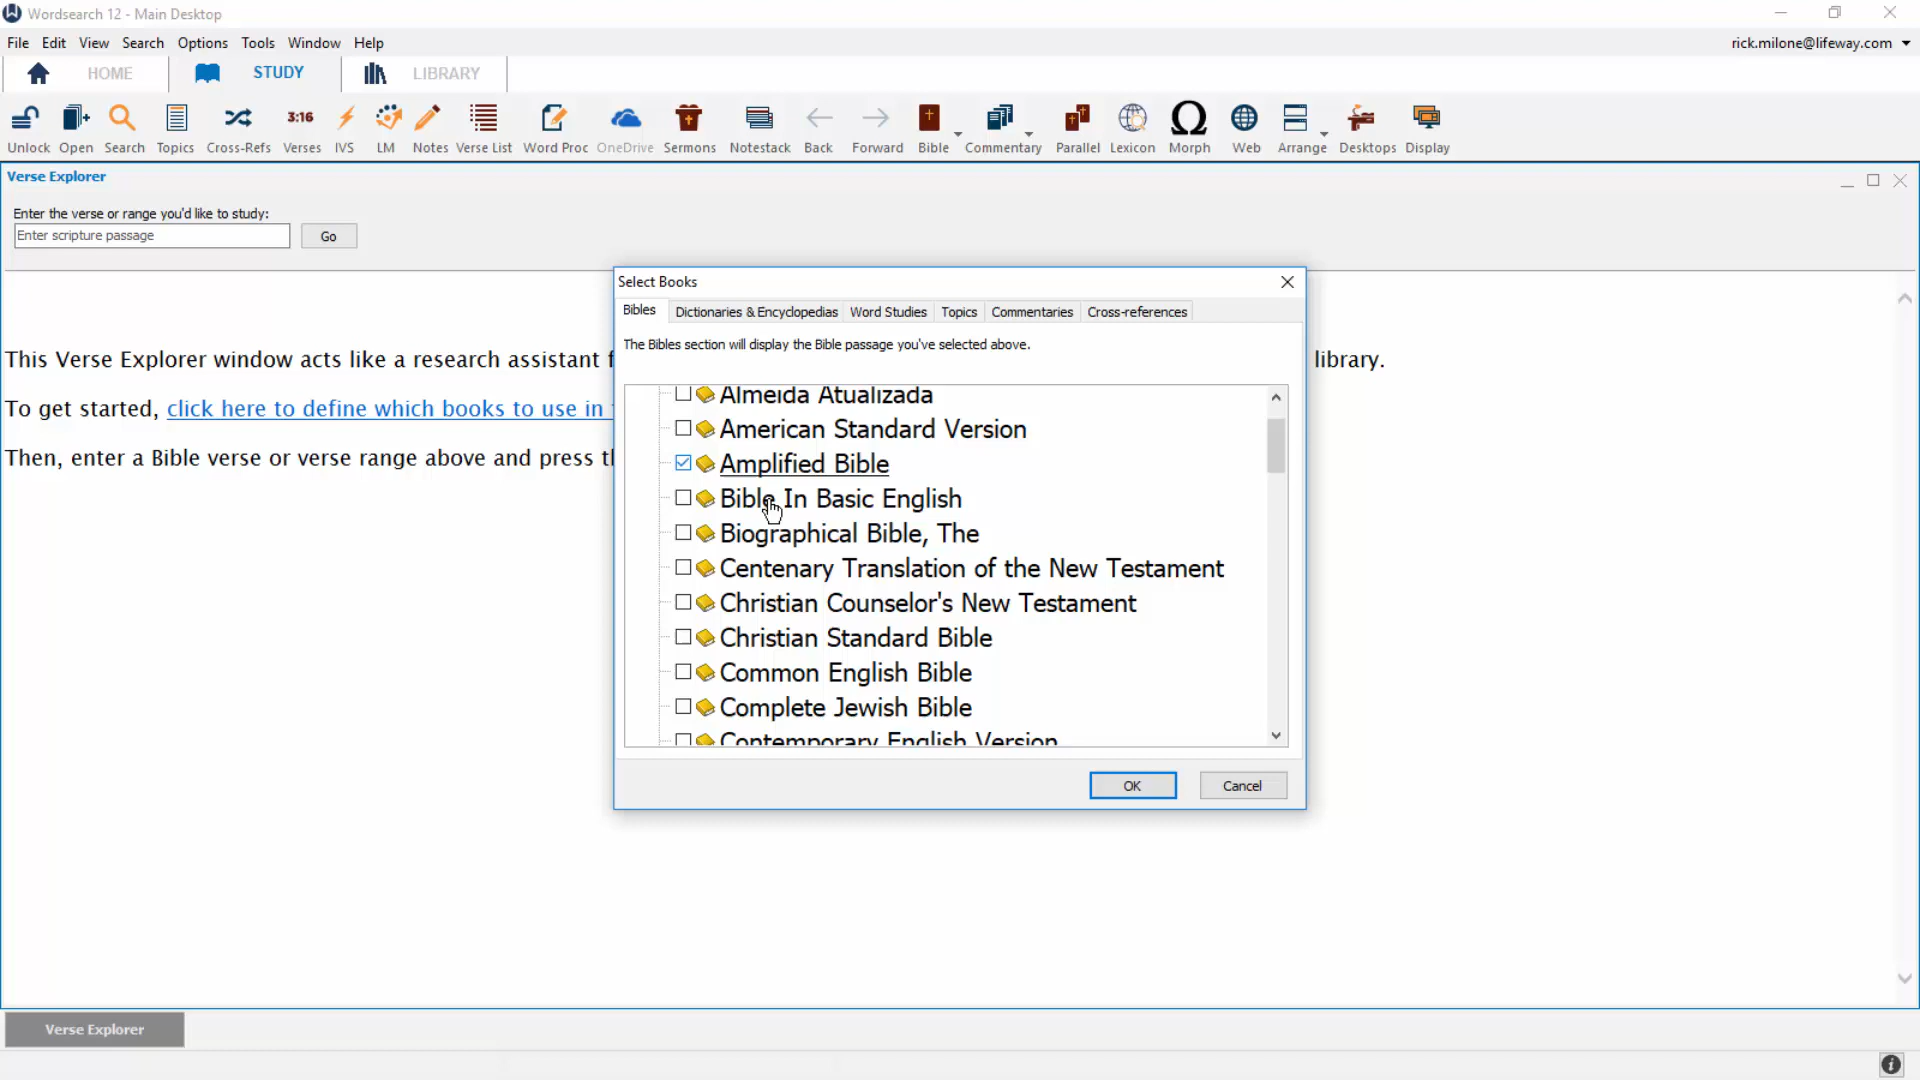 Wordsearch 12 - Main Desktop
File Edit View Search Options Tools Window Help
rick.milone@lifeway.com
HOME STUDY LIBRARY
3:16
Unlock Open Search Topics Cross-Refs Verses IVS LM Notes Verse List Word Proc OneDrive Sermons Notestack Back Forward Bible Commentary Parallel Lexicon Morph Web Arrange Desktops Display
Verse Explorer
Enter the verse or range you'd like to study:
Enter scripture passage Go
Select Books
Bibles Dictionaries & Encyclopedias Word Studies Topics Commentaries Cross-references
The Bibles section will display the Bible passage you've selected above.
This Verse Explorer window acts like a research assistant library.
To get started, click here to define which books to use in
Then, enter a Bible verse or verse range above and press
Almeida Atualizada
American Standard Version
Amplified Bible
Bible In Basic English
Biographical Bible, The
Centenary Translation of the New Testament
Christian Counselor's New Testament
Christian Standard Bible
Common English Bible
Complete Jewish Bible
Contemporary English Version
OK Cancel
Verse Explorer